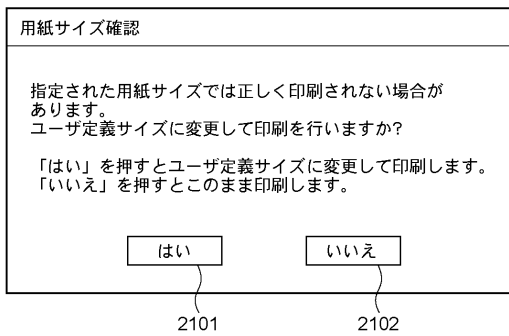 用紙サイズ確認
指定された用紙サイズでは正しく印刷されない場合が
あります。
ユーザ定義サイズに変更して印刷を行いますか?
「はい」を押すとユーザ定義サイズに変更して印刷します。
「いいえ」を押すとこのまま印刷します。
はい いいえ
2101 2102